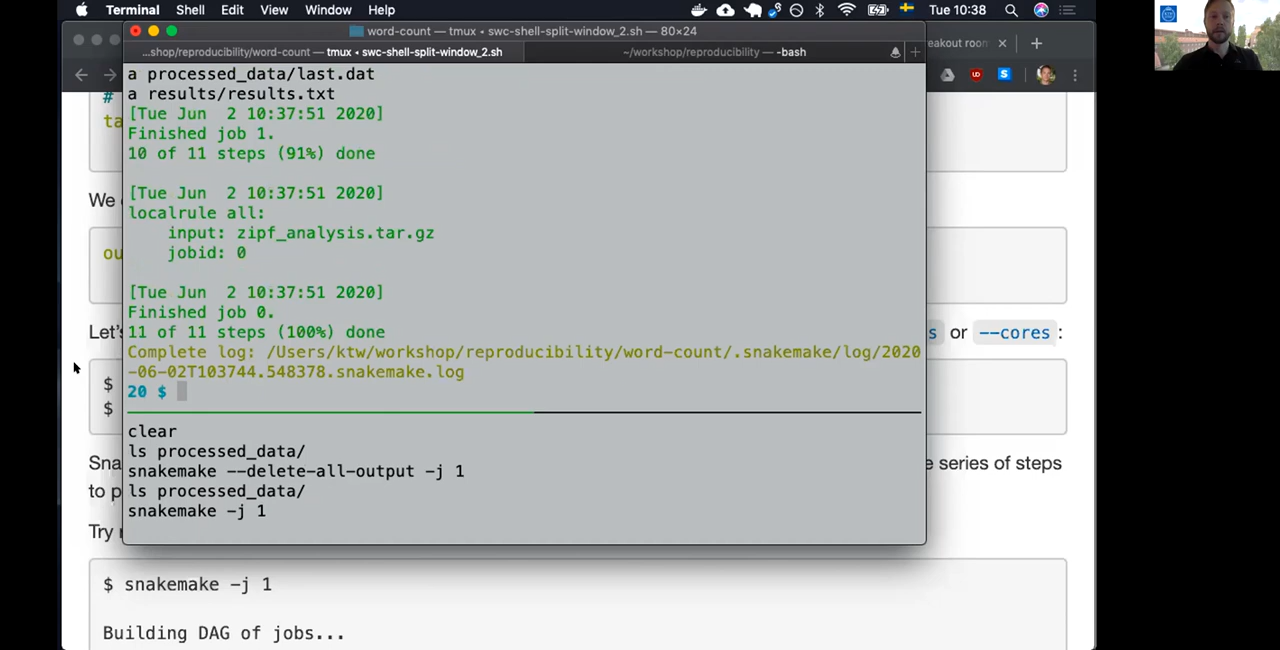 Terminal Shell Edit View Window Help Tue 10:38
word-count — tmux • swc-shell-split-window_2.sh — 80×24
...shop/reproducibility/word-count — tmux • swc-shell-split-window_2.sh ~/workshop/reproducibility — -bash
eakout room
a processed_data/last.dat
a results/results.txt
[Tue Jun  2 10:37:51 2020]
Finished job 1.
10 of 11 steps (91%) done
[Tue Jun  2 10:37:51 2020]
localrule all:
    input: zipf_analysis.tar.gz
    jobid: 0
[Tue Jun  2 10:37:51 2020]
Finished job 0.
11 of 11 steps (100%) done
Complete log: /Users/ktw/workshop/reproducibility/word-count/.snakemake/log/2020
-06-02T103744.548378.snakemake.log
20 $
clear
ls processed_data/
snakemake --delete-all-output -j 1
ls processed_data/
snakemake -j 1
#
ta
We
ou
Let's
s or --cores :
$
$
Sna
e series of steps
to p
Try
$ snakemake -j 1
Building DAG of jobs...